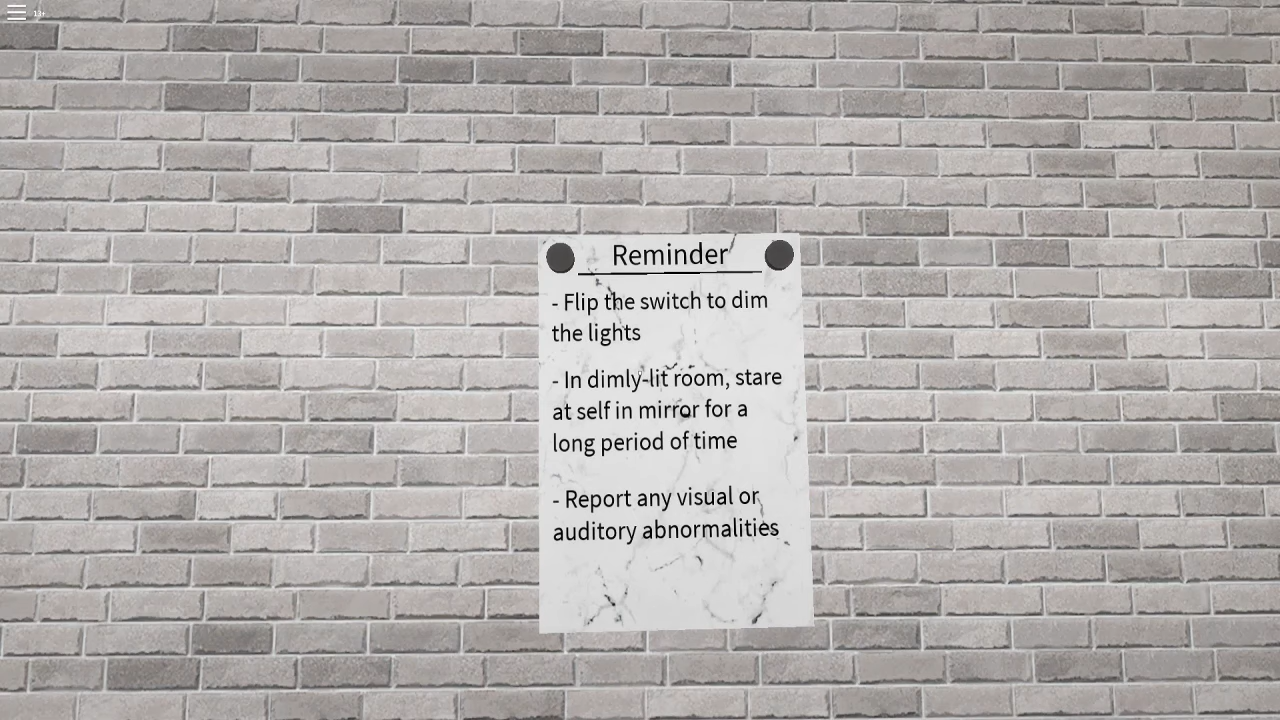 13+
Reminder
- Flip the switch to dim
the lights
- In dimly-lit room, stare
at self in mirror for a
long period of time
- Report any visual or
auditory abnormalities